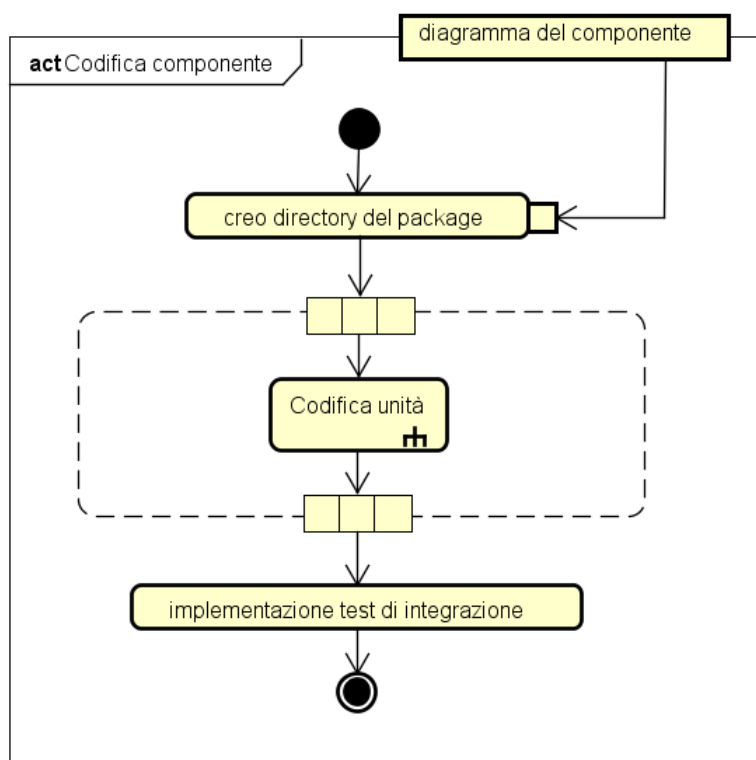 diagramma del componente
act Codifica componente
creo directory del package
Codifica unità
implementazione test di integrazione